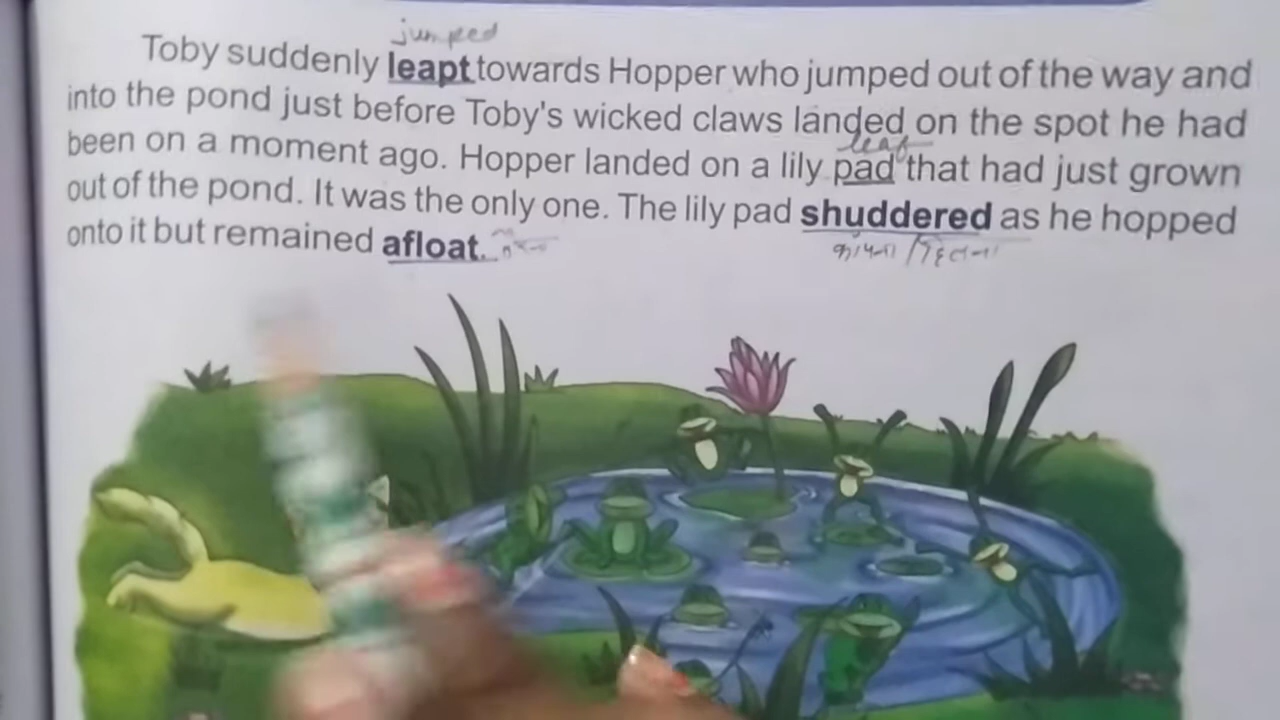 jumped
Toby suddenly leapt towards Hopper who jumped out of the way and
into the pond just before Toby's wicked claws landed on the spot he had
leaf
been on a moment ago. Hopper landed on a lily pad that had just grown
out of the pond. It was the only one. The lily pad shuddered as he hopped
onto it but remained afloat.
काँपना / हिलना